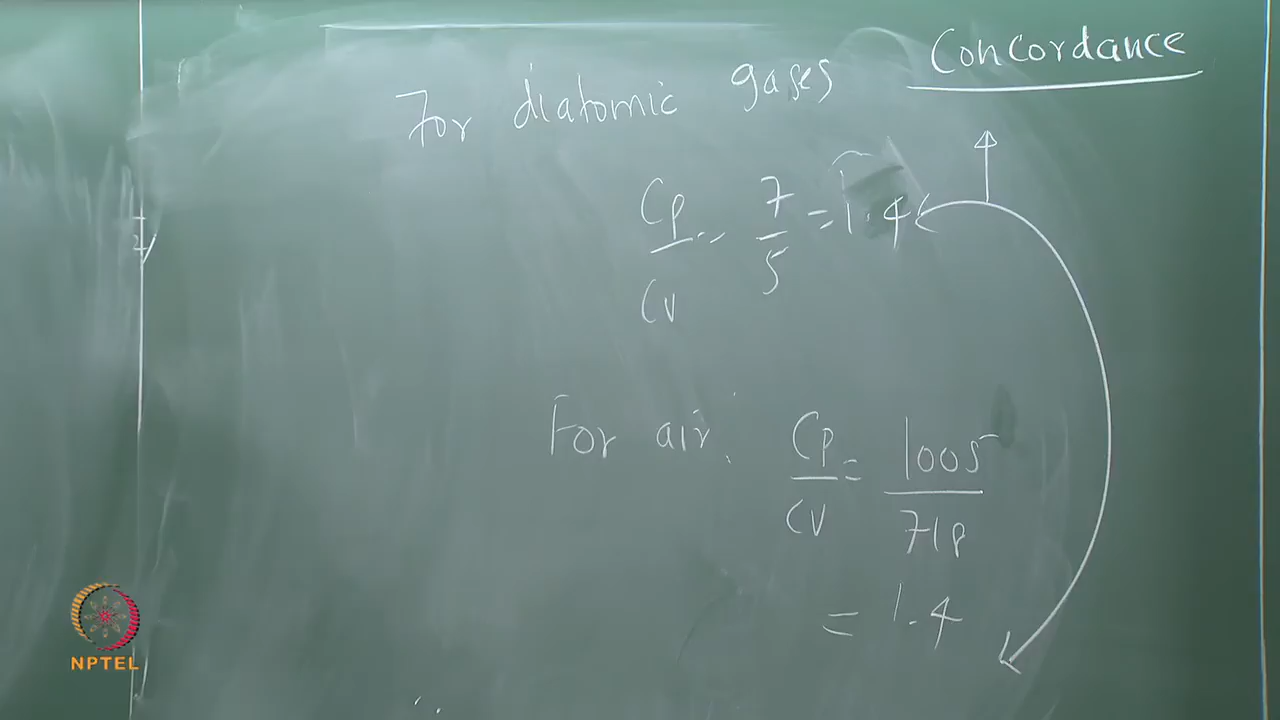 Concordance
For diatomic gases
Cp/Cv = 7/5 = 1.4
For air, Cp/Cv = 1005/718
= 1.4
NPTEL